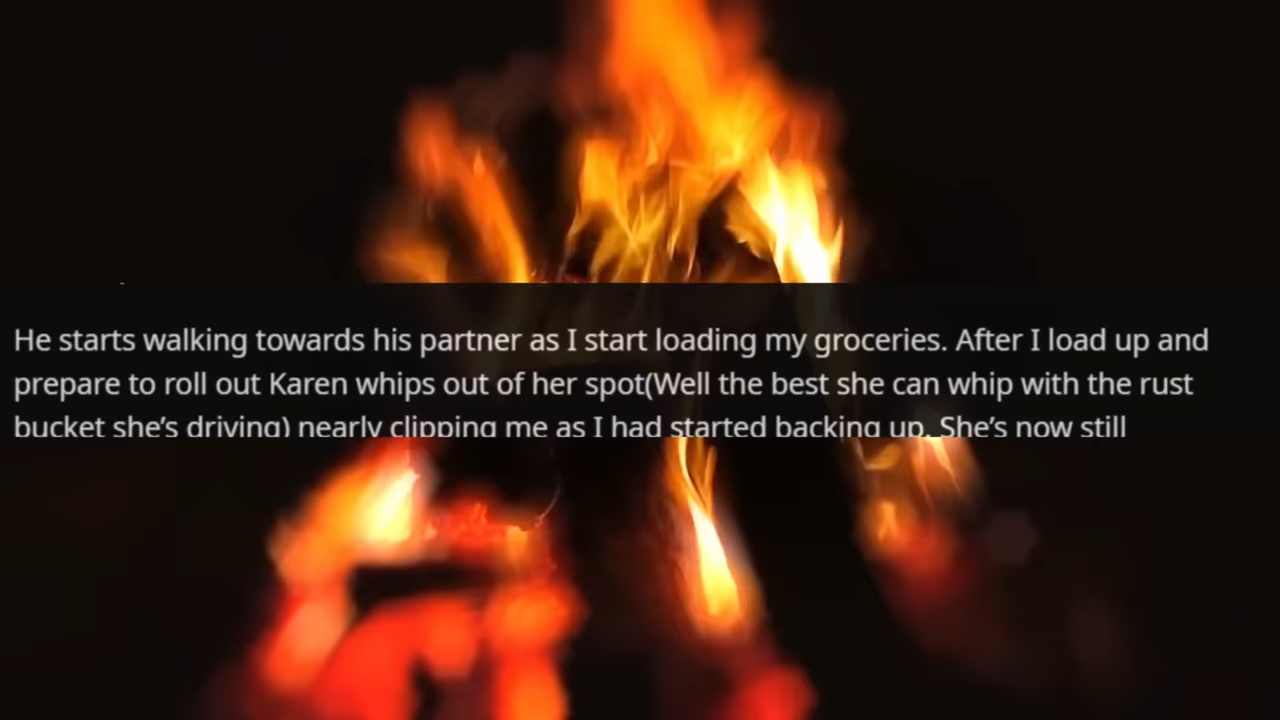 He starts walking towards his partner as I start loading my groceries. After I load up and
prepare to roll out Karen whips out of her spot(Well the best she can whip with the rust
bucket she’s driving) nearly clipping me as I had started backing up. She’s now still